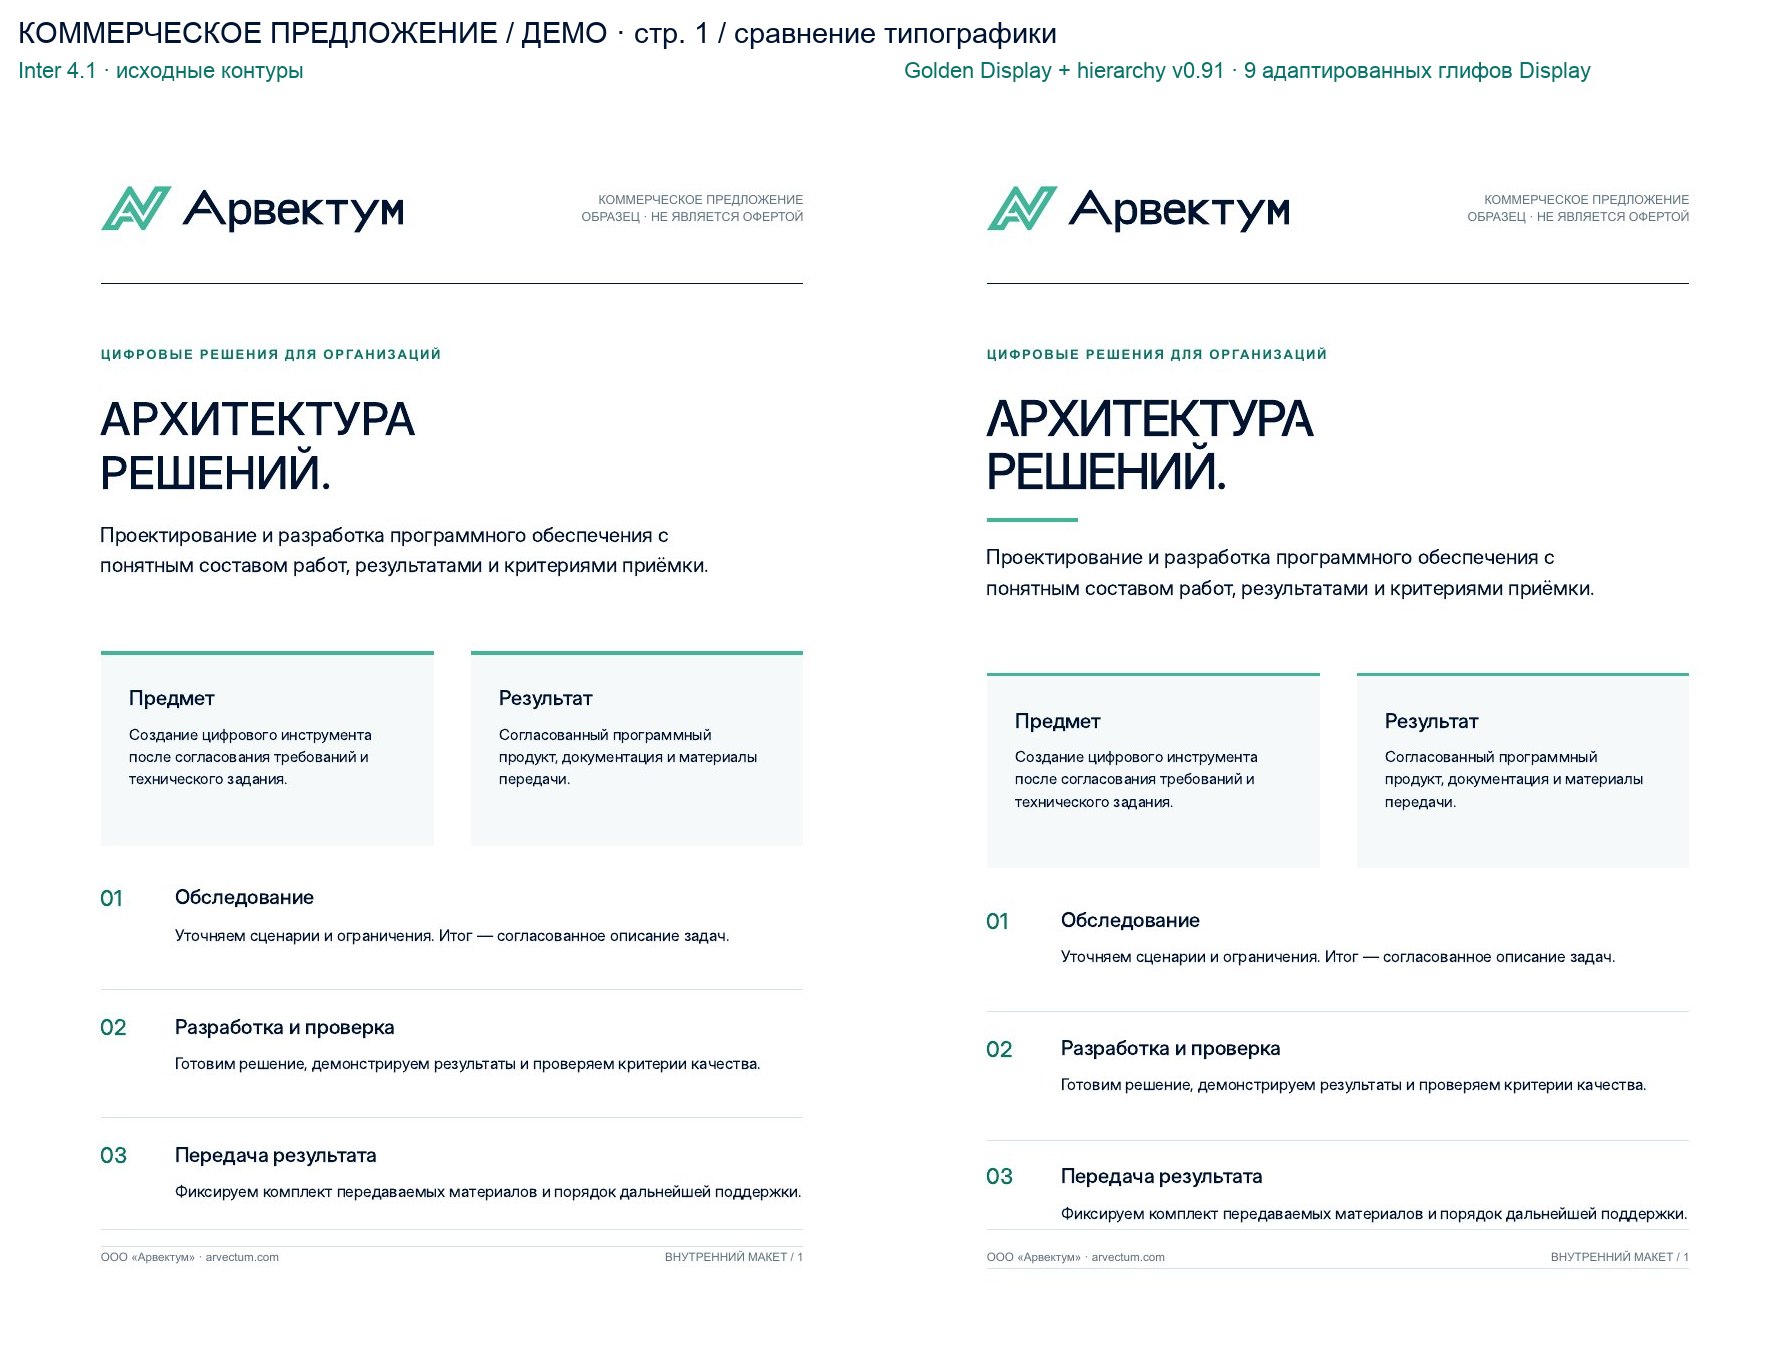 КОММЕРЧЕСКОЕ ПРЕДЛОЖЕНИЕ / ДЕМО · стр. 1 / сравнение типографики
Inter 4.1 · исходные контуры
Арвектум
КОММЕРЧЕСКОЕ ПРЕДЛОЖЕНИЕ
ОБРАЗЕЦ · НЕ ЯВЛЯЕТСЯ ОФЕРТОЙ
ЦИФРОВЫЕ РЕШЕНИЯ ДЛЯ ОРГАНИЗАЦИЙ
АРХИТЕКТУРА
РЕШЕНИЙ.
Проектирование и разработка программного обеспечения с
понятным составом работ, результатами и критериями приёмки.
Предмет
Создание цифрового инструмента
после согласования требований и
технического задания.
Результат
Согласованный программный
продукт, документация и материалы
передачи.
01
Обследование
Уточняем сценарии и ограничения. Итог — согласованное описание задач.
02
Разработка и проверка
Готовим решение, демонстрируем результаты и проверяем критерии качества.
03
Передача результата
Фиксируем комплект передаваемых материалов и порядок дальнейшей поддержки.
ООО «Арвектум» · arvectum.com
ВНУТРЕННИЙ МАКЕТ / 1
Golden Display + hierarchy v0.91 · 9 адаптированных глифов Display
Арвектум
КОММЕРЧЕСКОЕ ПРЕДЛОЖЕНИЕ
ОБРАЗЕЦ · НЕ ЯВЛЯЕТСЯ ОФЕРТОЙ
ЦИФРОВЫЕ РЕШЕНИЯ ДЛЯ ОРГАНИЗАЦИЙ
АРХИТЕКТУРА
РЕШЕНИЙ.
Проектирование и разработка программного обеспечения с
понятным составом работ, результатами и критериями приёмки.
Предмет
Создание цифрового инструмента
после согласования требований и
технического задания.
Результат
Согласованный программный
продукт, документация и материалы
передачи.
01
Обследование
Уточняем сценарии и ограничения. Итог — согласованное описание задач.
02
Разработка и проверка
Готовим решение, демонстрируем результаты и проверяем критерии качества.
03
Передача результата
Фиксируем комплект передаваемых материалов и порядок дальнейшей поддержки.
ООО «Арвектум» · arvectum.com
ВНУТРЕННИЙ МАКЕТ / 1